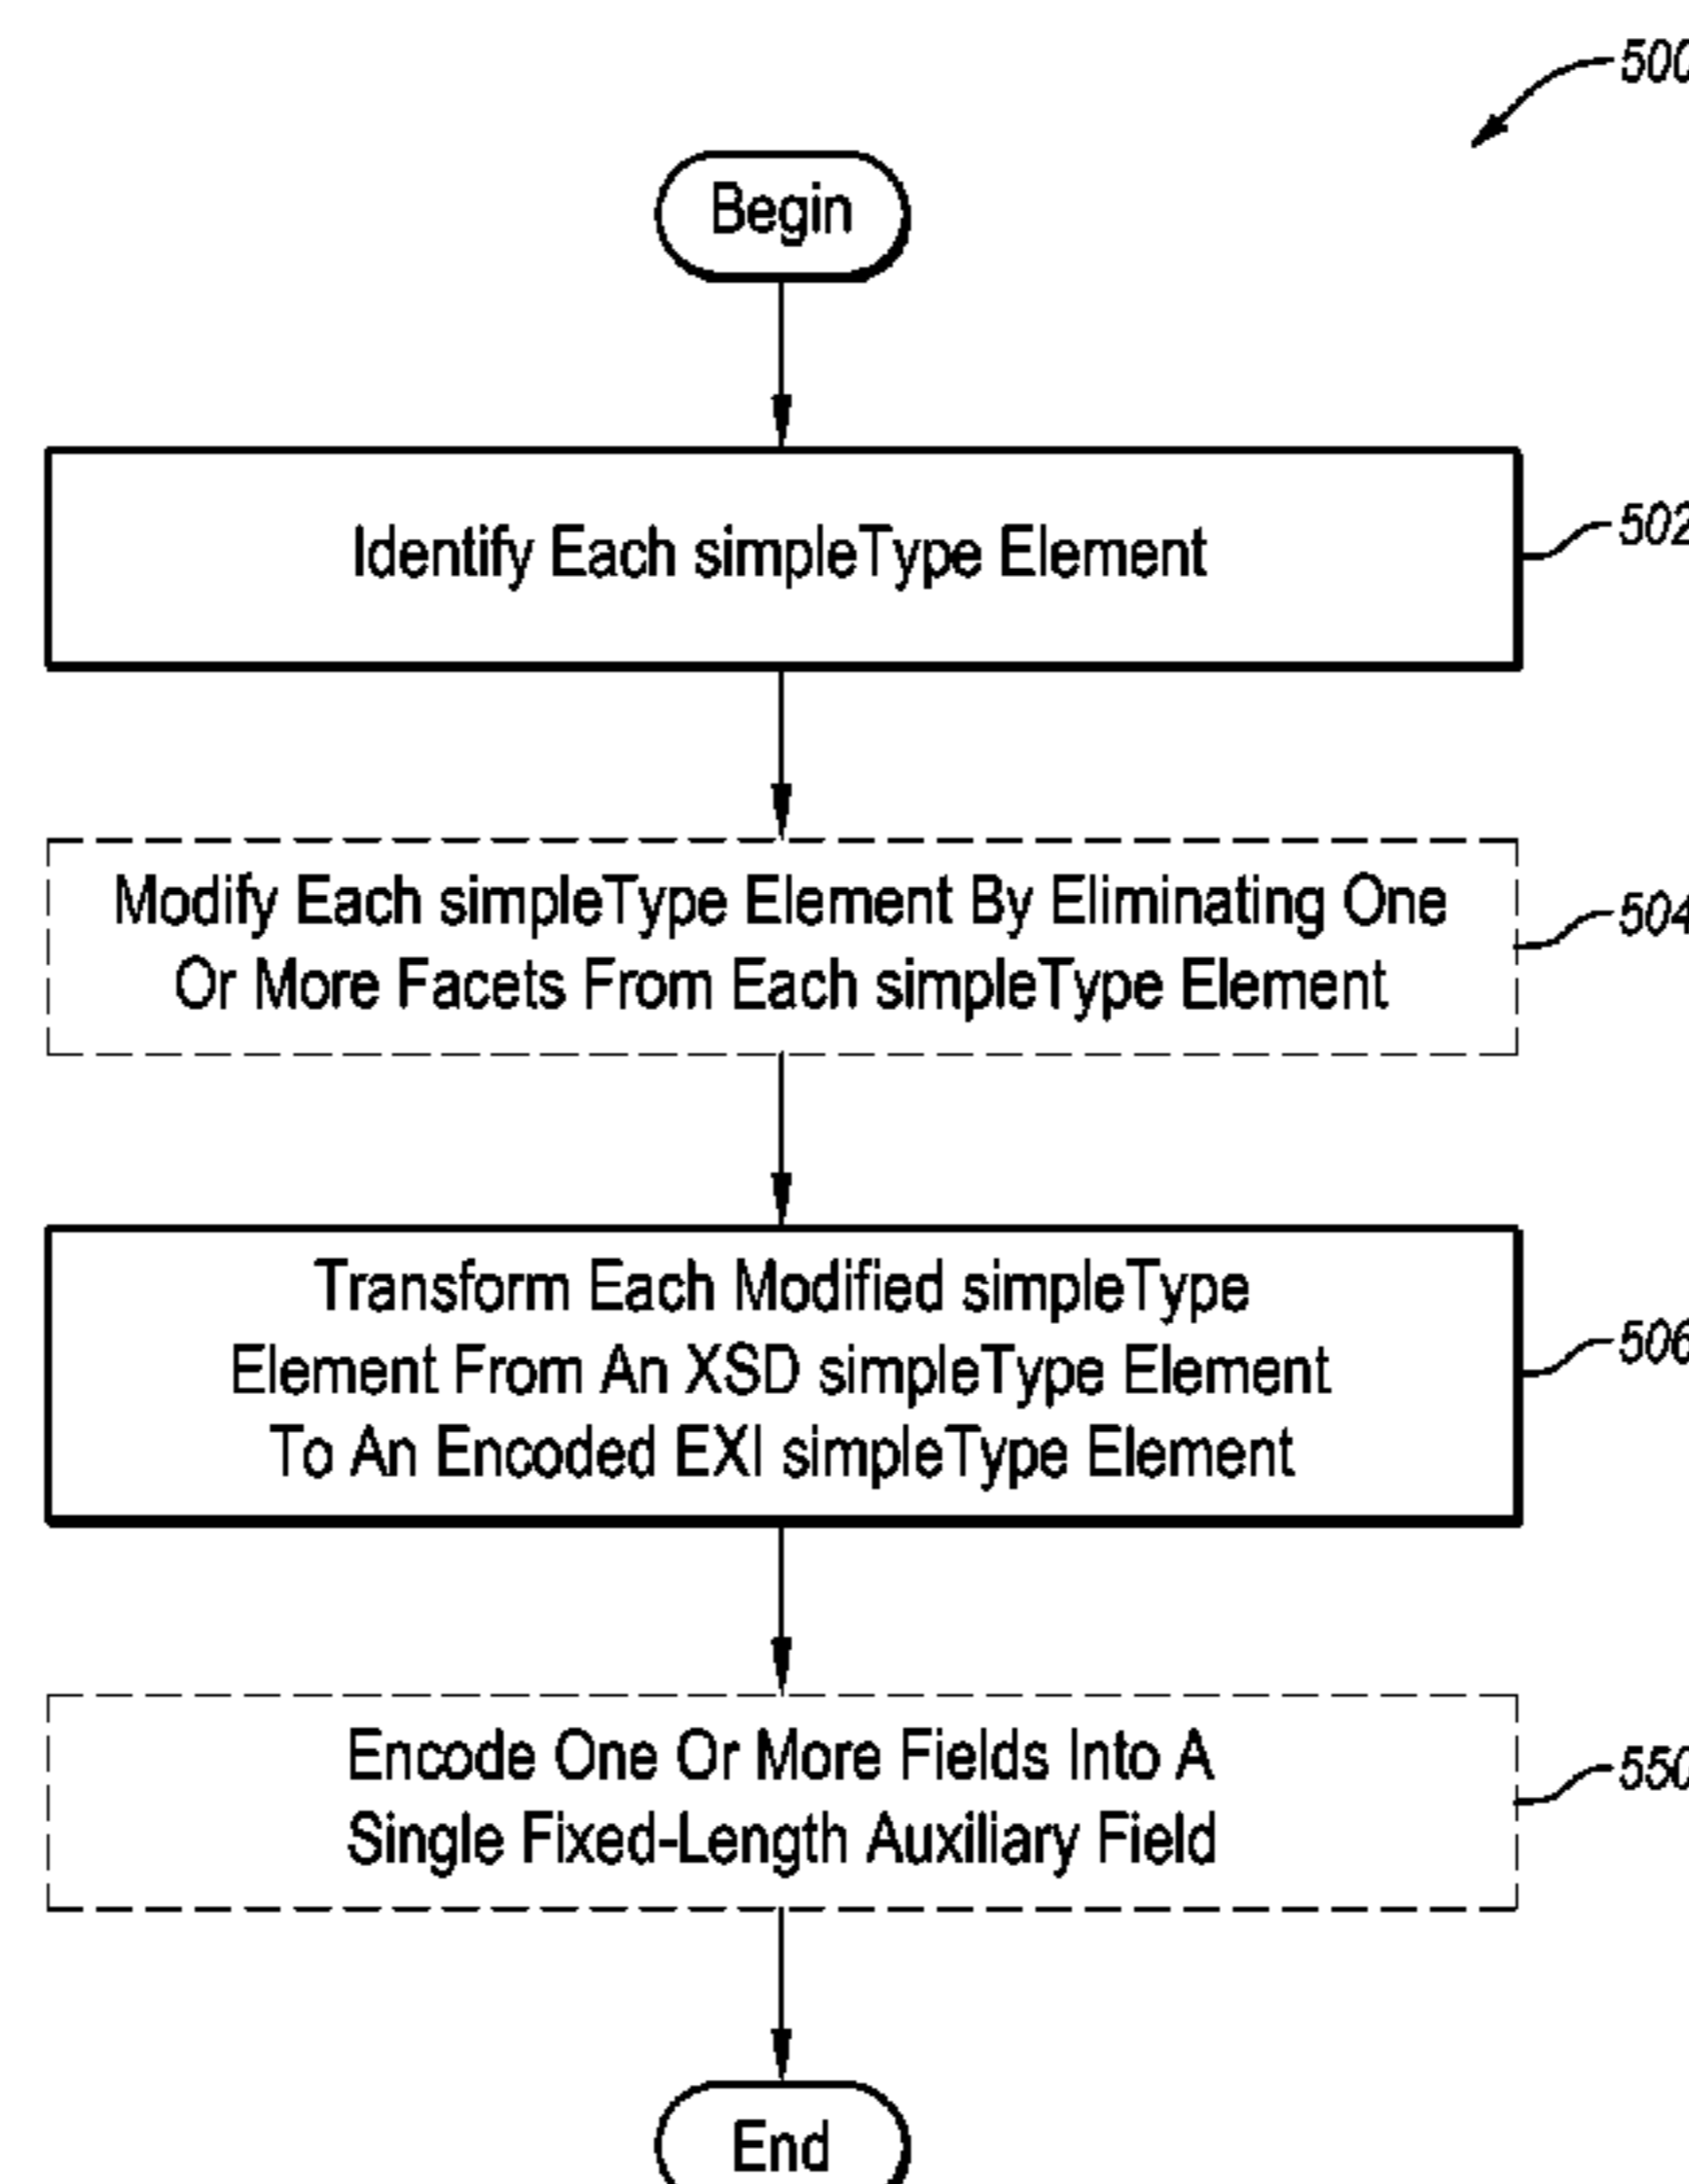 500
Begin
Identify Each simpleType Element
502
Modify Each simpleType Element By Eliminating One
Or More Facets From Each simpleType Element
504
Transform Each Modified simpleType
Element From An XSD simpleType Element
To An Encoded EXI simpleType Element
506
Encode One Or More Fields Into A
Single Fixed-Length Auxiliary Field
550
End